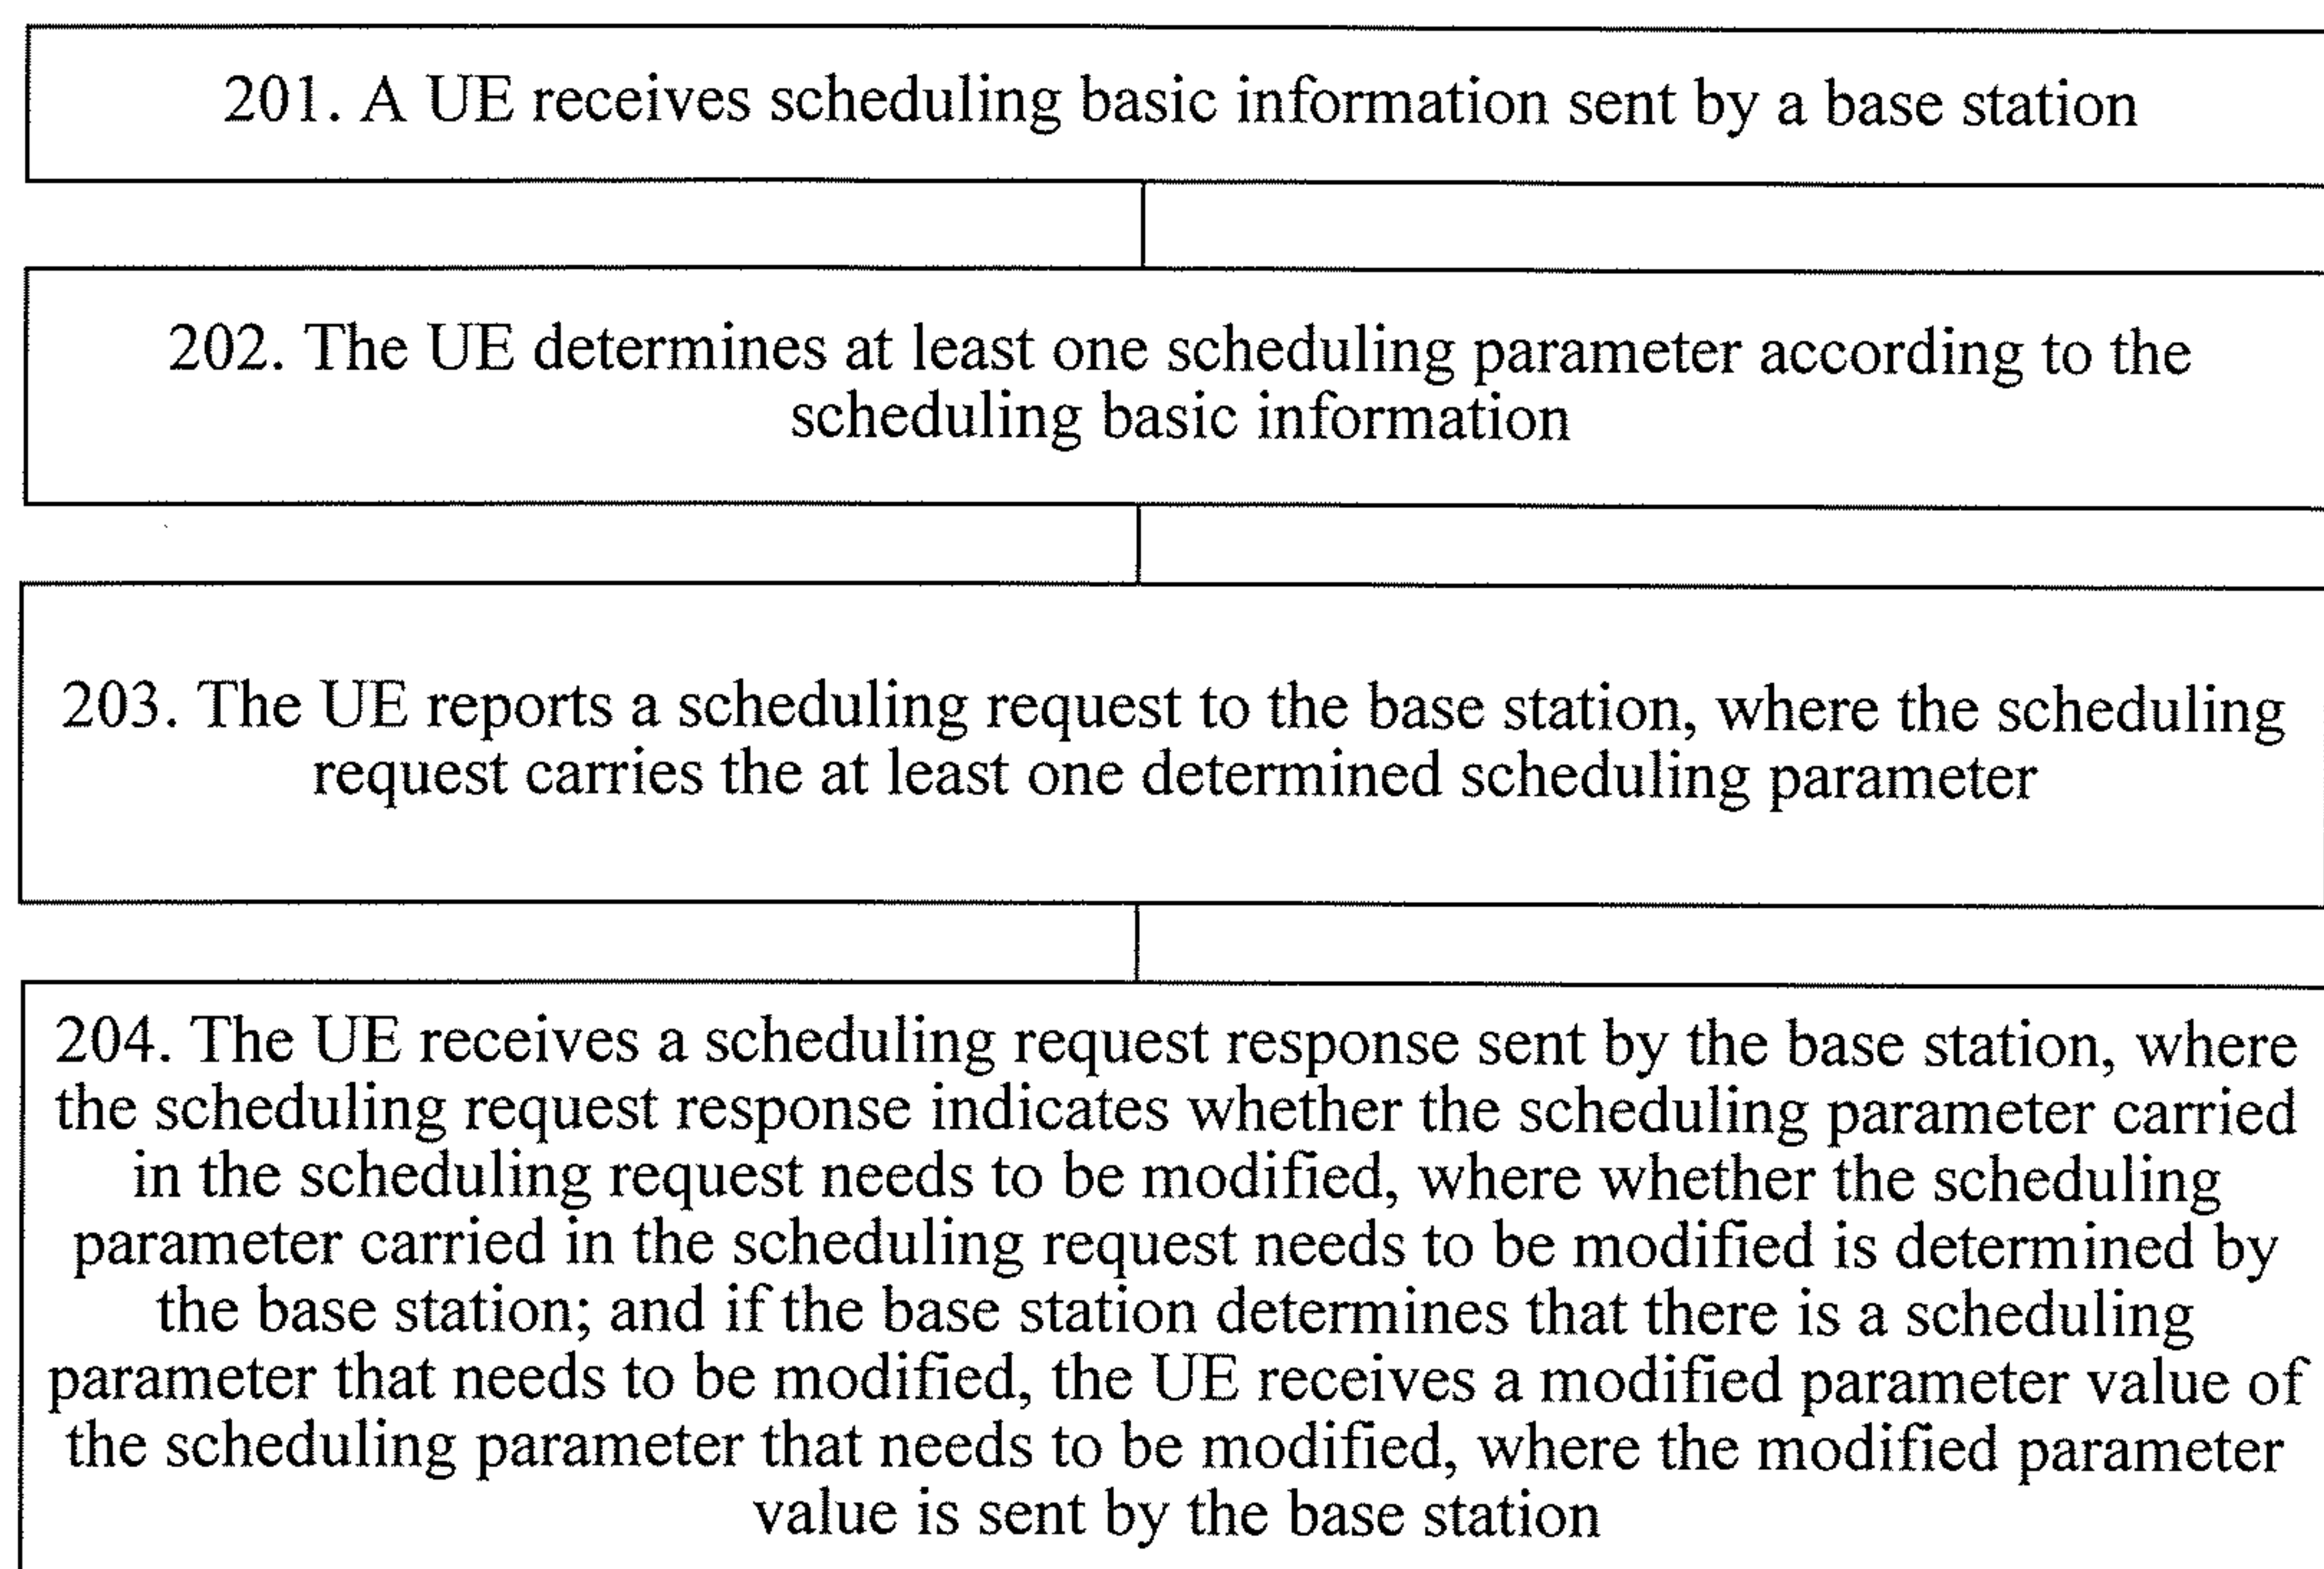 201. A UE receives scheduling basic information sent by a base station
202. The UE determines at least one scheduling parameter according to the
scheduling basic information
203. The UE reports a scheduling request to the base station, where the scheduling
request carries the at least one determined scheduling parameter
204. The UE receives a scheduling request response sent by the base station, where
the scheduling request response indicates whether the scheduling parameter carried
in the scheduling request needs to be modified, where whether the scheduling
parameter carried in the scheduling request needs to be modified is determined by
the base station; and if the base station determines that there is a scheduling
parameter that needs to be modified, the UE receives a modified parameter value of
the scheduling parameter that needs to be modified, where the modified parameter
value is sent by the base station